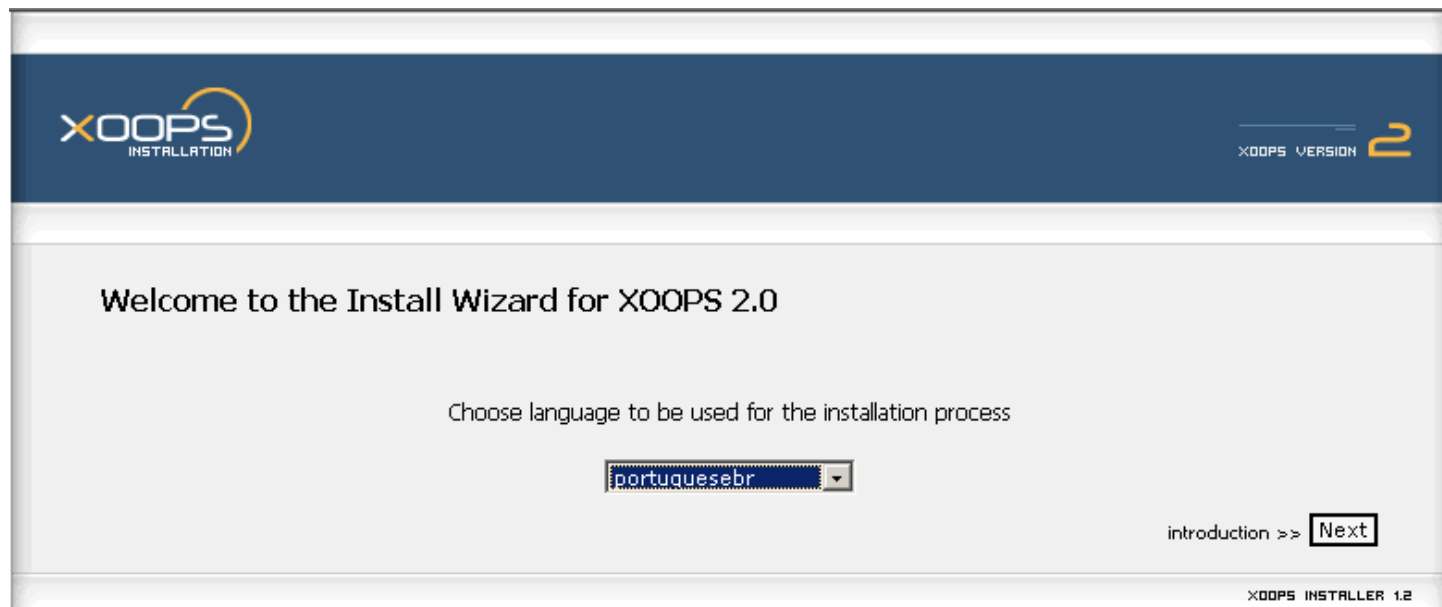 XOOPS
INSTALLATION
XOOPS VERSION 2
Welcome to the Install Wizard for XOOPS 2.0
Choose language to be used for the installation process
portuguesebr
introduction >> Next
XOOPS INSTALLER 1.2